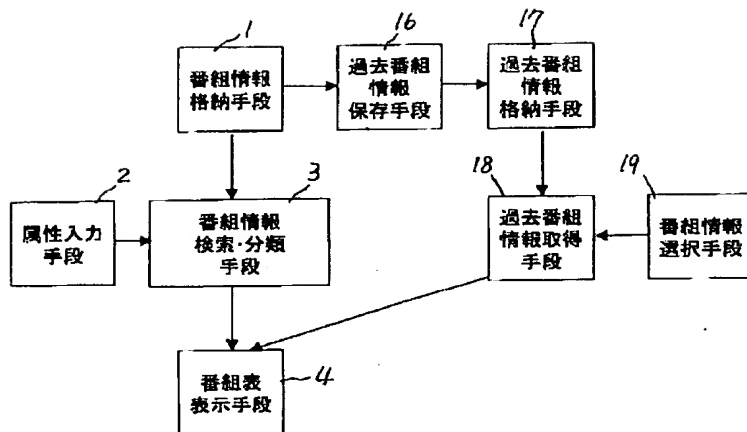 1
番組情報
格納手段
16
過去番組
情報
保存手段
17
過去番組
情報
格納手段
2
属性入力
手段
3
番組情報
検索・分類
手段
18
過去番組
情報取得
手段
19
番組情報
選択手段
番組表
表示手段
4